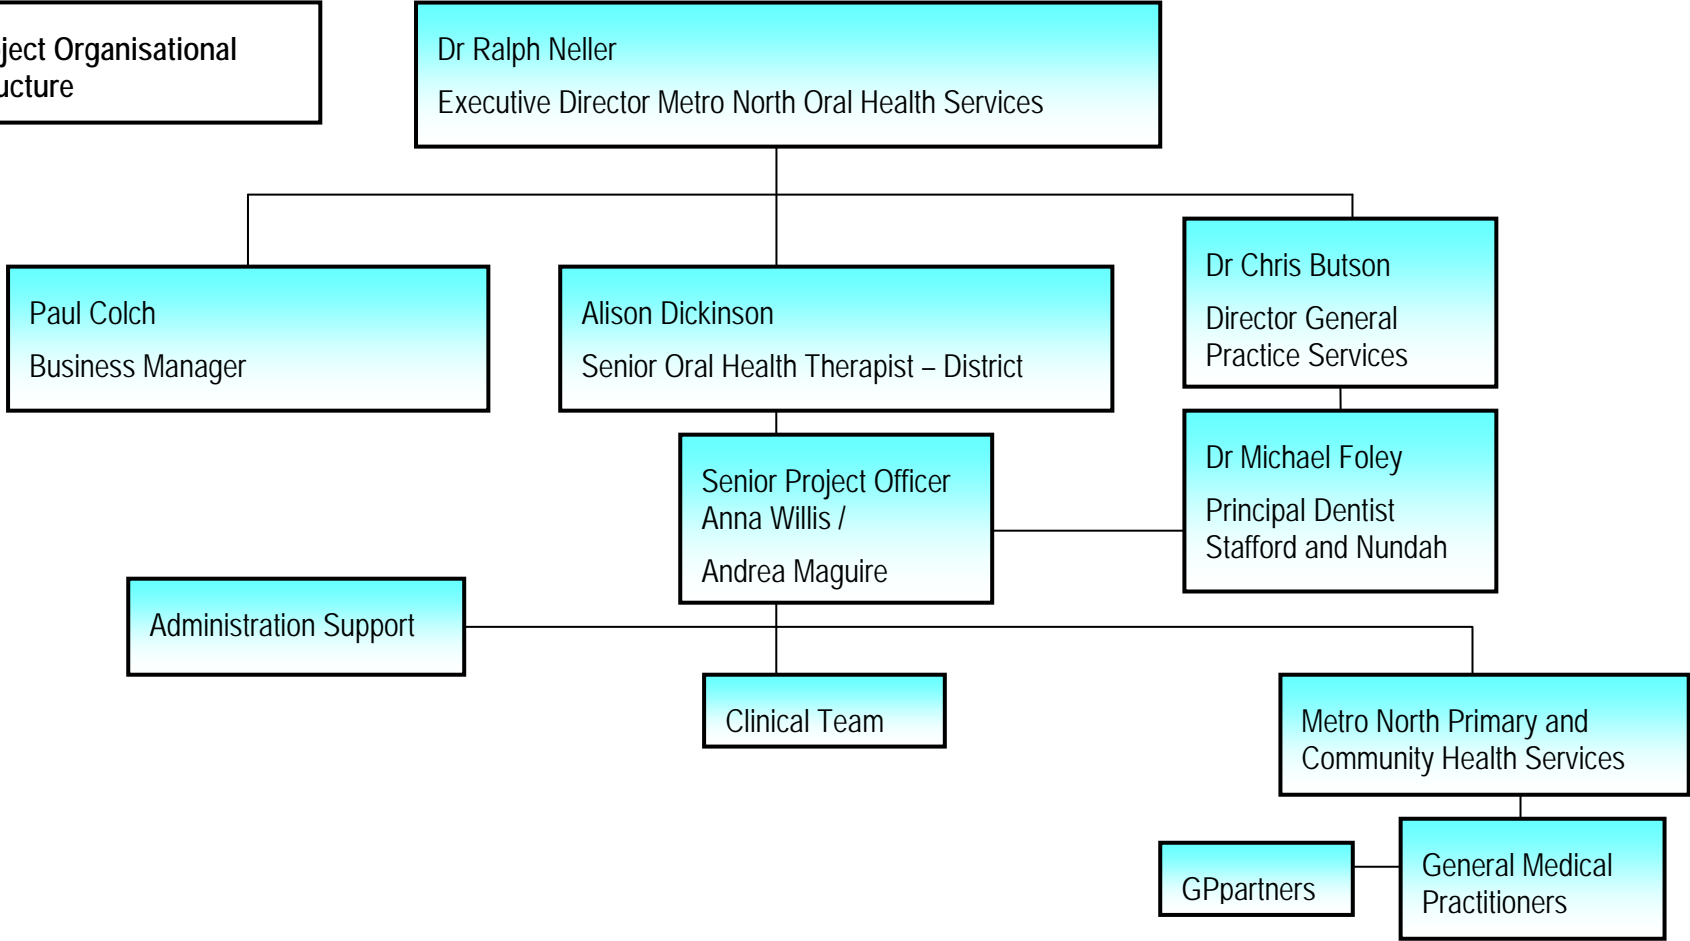 ject Organisational
ucture
Dr Ralph Neller
Executive Director Metro North Oral Health Services
Paul Colch
Business Manager
Alison Dickinson
Senior Oral Health Therapist – District
Dr Chris Butson
Director General
Practice Services
Senior Project Officer
Anna Willis /
Andrea Maguire
Dr Michael Foley
Principal Dentist
Stafford and Nundah
Administration Support
Clinical Team
Metro North Primary and
Community Health Services
GPpartners
General Medical
Practitioners